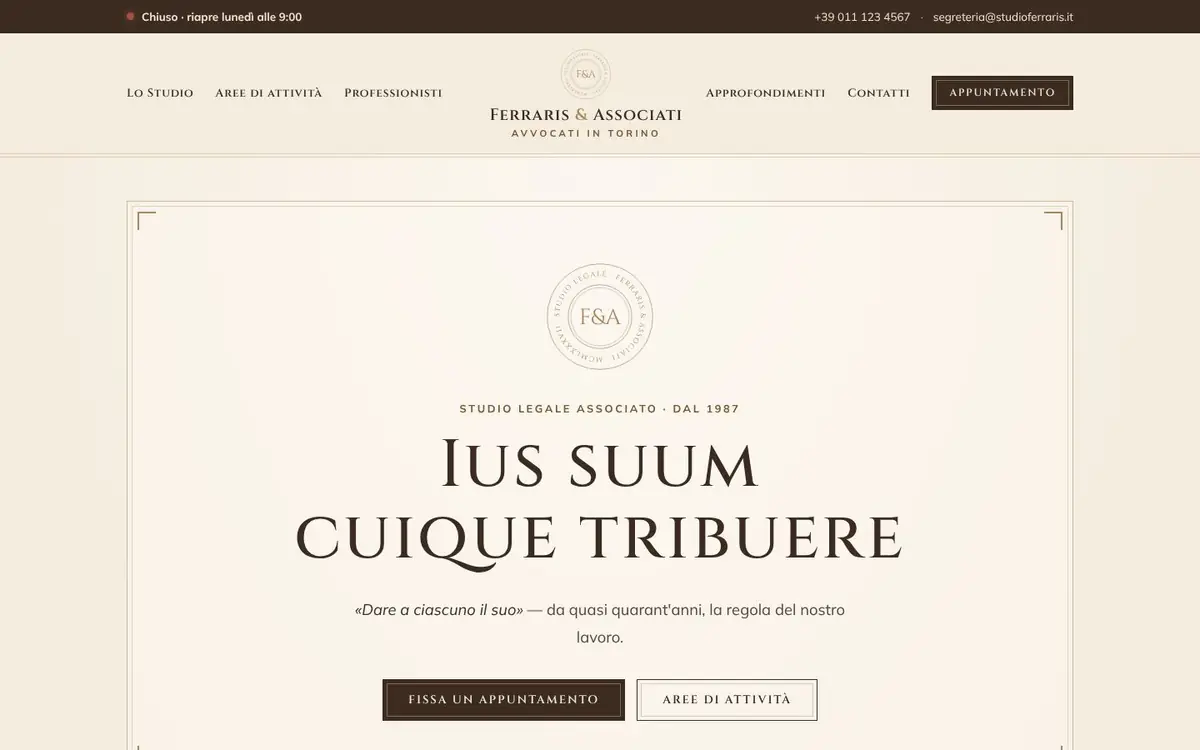 Chiuso · riapre lunedì alle 9:00
+39 011 123 4567 · segreteria@studioferraris.it
Lo Studio Aree di attività Professionisti
F&A
Ferraris & Associati
AVVOCATI IN TORINO
Approfondimenti Contatti APPUNTAMENTO
STUDIO LEGALE FERRARIS & ASSOCIATI MCMLXXXVII
F&A
STUDIO LEGALE ASSOCIATO · DAL 1987
Ius suum
cuique tribuere
«Dare a ciascuno il suo» — da quasi quarant'anni, la regola del nostro
lavoro.
FISSA UN APPUNTAMENTO
AREE DI ATTIVITÀ